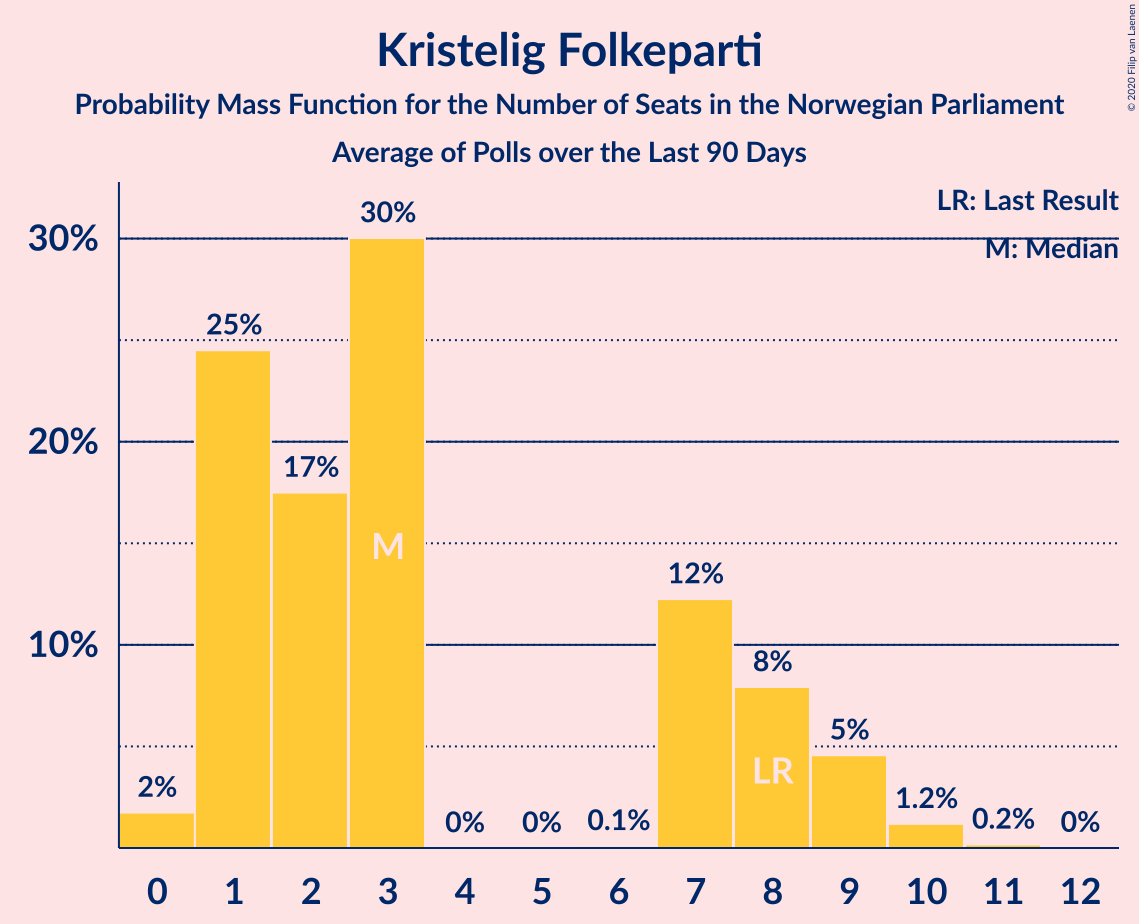 Kristelig Folkeparti
Probability Mass Function for the Number of Seats in the Norwegian Parliament
Average of Polls over the Last 90 Days
© 2020 Filip van Laenen
LR: Last Result
M: Median
30%
20%
10%
2%
25%
17%
30%
M
0%
0%
0.1%
12%
8%
LR
5%
1.2%
0.2%
0%
0 1 2 3 4 5 6 7 8 9 10 11 12